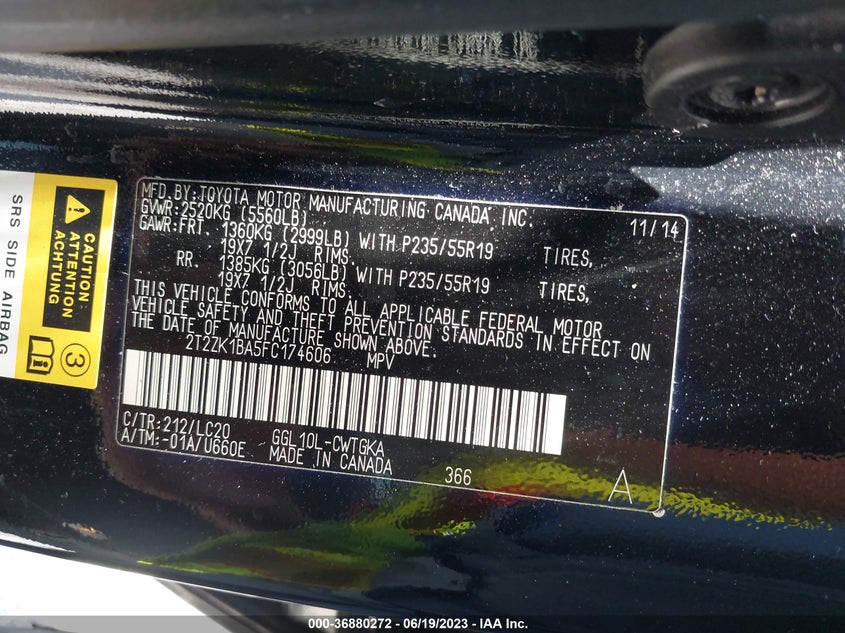 MFD.BY:TOYOTA MOTOR MANUFACTURING CANADA, INC.
GVWR:2520KG (5560LB) 11/14
GAWR:FRT. 1360KG (2999LB) WITH P235/55R19 TIRES,
19X7 1/2J RIMS.
RR. 1385KG (3056LB) WITH P235/55R19 TIRES,
19X7 1/2J RIMS.
THIS VEHICLE CONFORMS TO ALL APPLICABLE FEDERAL MOTOR
VEHICLE SAFETY AND THEFT PREVENTION STANDARDS IN EFFECT ON
THE DATE OF MANUFACTURE SHOWN ABOVE.
2T2ZK1BA5FC174606 MPV
C/TR:212/LC20 GGL10L-CWTGKA
A/TM:-01A/U660E MADE IN CANADA 366 A
CAUTION
ATTENTION
ACHTUNG
3
SRS SIDE AIRBAG
000-36880272 - 06/19/2023 - IAA Inc.